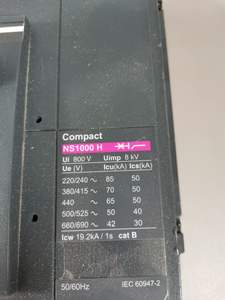 Compact
NS1000 H
Ui 800 V Uimp 8 kV
Ue (V) Icu(kA) Ics(kA)
220/240 ~ 85 50
380/415 ~ 70 50
440 ~ 65 50
500/525 ~ 50 40
660/690 ~ 42 30
Icw 19.2kA / 1s cat B
50/60Hz IEC 60947-2